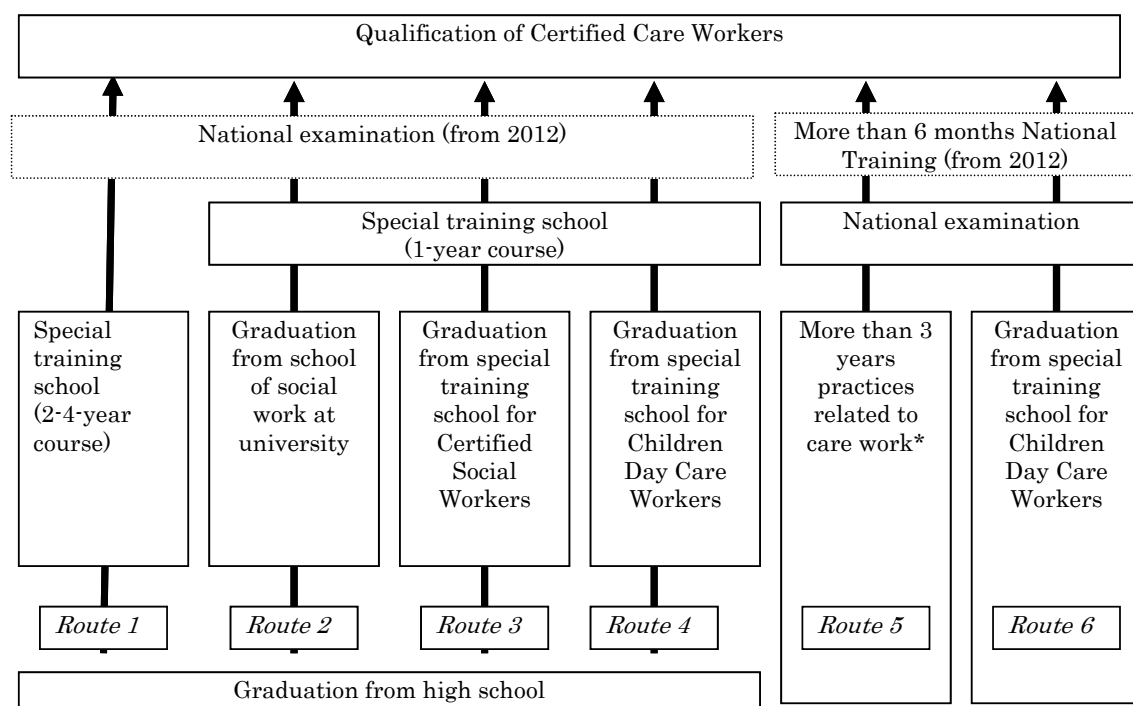 Qualification of Certified Care Workers
National examination (from 2012)
More than 6 months National
Training (from 2012)
Special training school
(1-year course)
National examination
Special
training
school
(2-4-year
course)
Graduation
from school
of social
work at
university
Graduation
from special
training
school for
Certified
Social
Workers
Graduation
from special
training
school for
Children
Day Care
Workers
More than 3
years
practices
related to
care work*
Graduation
from special
training
school for
Children
Day Care
Workers
Route 1
Route 2
Route 3
Route 4
Route 5
Route 6
Graduation from high school